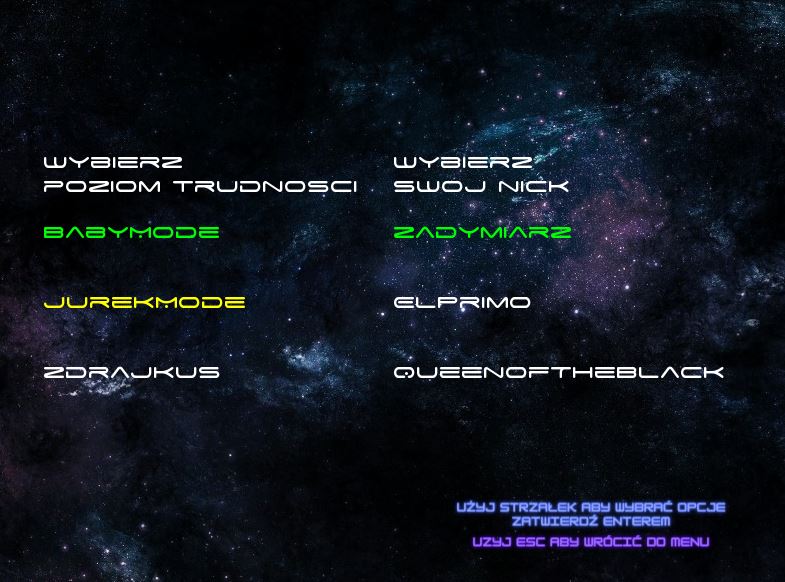 WYBIERZ
POZIOM TRUDNOSCI
BABYMODE
JUREKMODE
ZDRAJKUS
WYBIERZ
SWOJ NICK
ZADYMIARZ
ELPRIMO
QUEENOFTHEBLACK
UŻYJ STRZAŁEK ABY WYBRAĆ OPCJE
ZATWIERDŹ ENTEREM
UZYJ ESC ABY WRÓCIĆ DO MENU